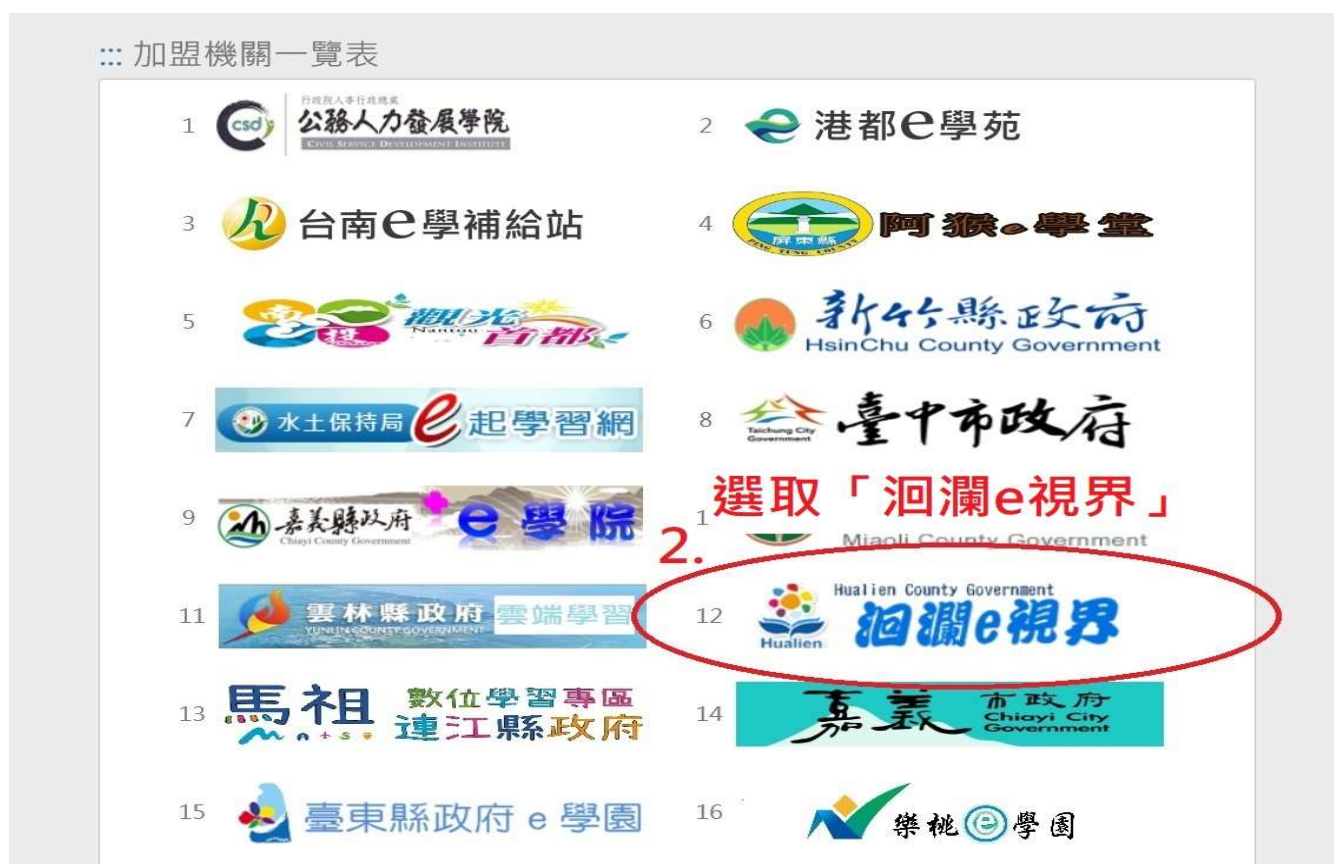 ::: 加盟機關一覽表
1 csdi 行政院人事行政總處
公務人力發展學院
CIVIL SERVICE DEVELOPMENT INSTITUTE
2 港都e學苑
3 台南e學補給站
4 屏東縣 PING TUNG COUNTY 阿猴e學堂
5 雲投 觀光首都
Nantou
6 新竹縣政府
HsinChu County Government
7 水土保持局e起學習網
8 Taichung City Government 臺中市政府
選取「洄瀾e視界」
2.
9 嘉義縣政府 e學院
Chiayi County Government
1
Miaoli County Government
11 雲林縣政府 雲端學習
YUNLIN COUNTY GOVERNMENT
12 Hualien County Government
洄瀾e視界
Hualien
13 馬祖 數位學習專區
matsu 連江縣政府
14 嘉義 市政府
Chiayi City
Government
15 臺東縣政府 e 學園
16 樂桃e學園